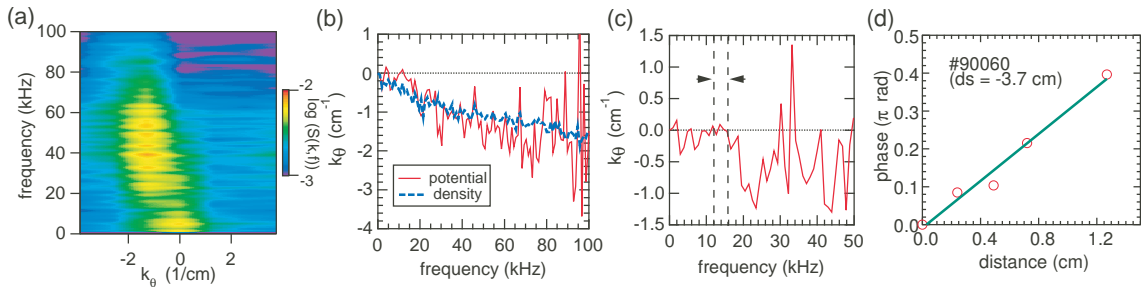 (a)
100
80
60
40
20
0
frequency (kHz)
-2
0
2
k_θ (1/cm)
-2
-3
log (S(k,f))
(b)
1
0
-1
-2
-3
-4
k_θ (cm⁻¹)
potential
density
0
20
40
60
80
100
frequency (kHz)
(c)
1.5
1.0
0.5
0.0
-0.5
-1.0
-1.5
k_θ (cm⁻¹)
0
10
20
30
40
50
frequency (kHz)
(d)
0.5
0.4
0.3
0.2
0.1
0.0
phase (π rad)
#90060
(ds = -3.7 cm)
0.0
0.4
0.8
1.2
distance (cm)